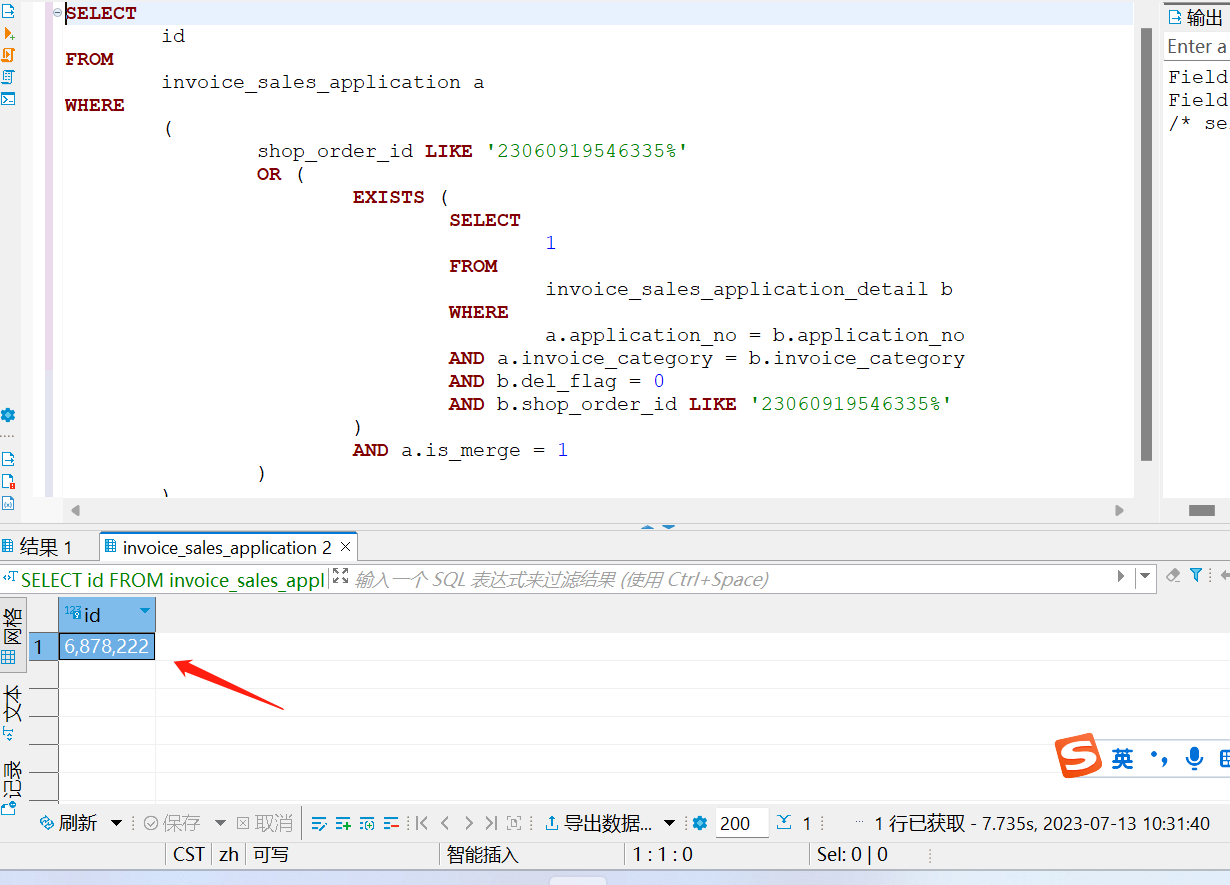 SELECT
id
FROM
invoice_sales_application a
WHERE
(
shop_order_id LIKE '23060919546335%'
OR (
EXISTS (
SELECT
1
FROM
invoice_sales_application_detail b
WHERE
a.application_no = b.application_no
AND a.invoice_category = b.invoice_category
AND b.del_flag = 0
AND b.shop_order_id LIKE '23060919546335%'
)
AND a.is_merge = 1
)
)
输出
Enter a
Field
Field
/* se
结果 1
invoice_sales_application 2
SELECT id FROM invoice_sales_appl
输入一个 SQL 表达式来过滤结果 (使用 Ctrl+Space)
网格
文本
记录
123 id
1 6,878,222
英
刷新 保存 取消 导出数据... 200 1 1 行已获取 - 7.735s, 2023-07-13 10:31:40
CST zh 可写 智能插入 1 : 1 : 0 Sel: 0 | 0